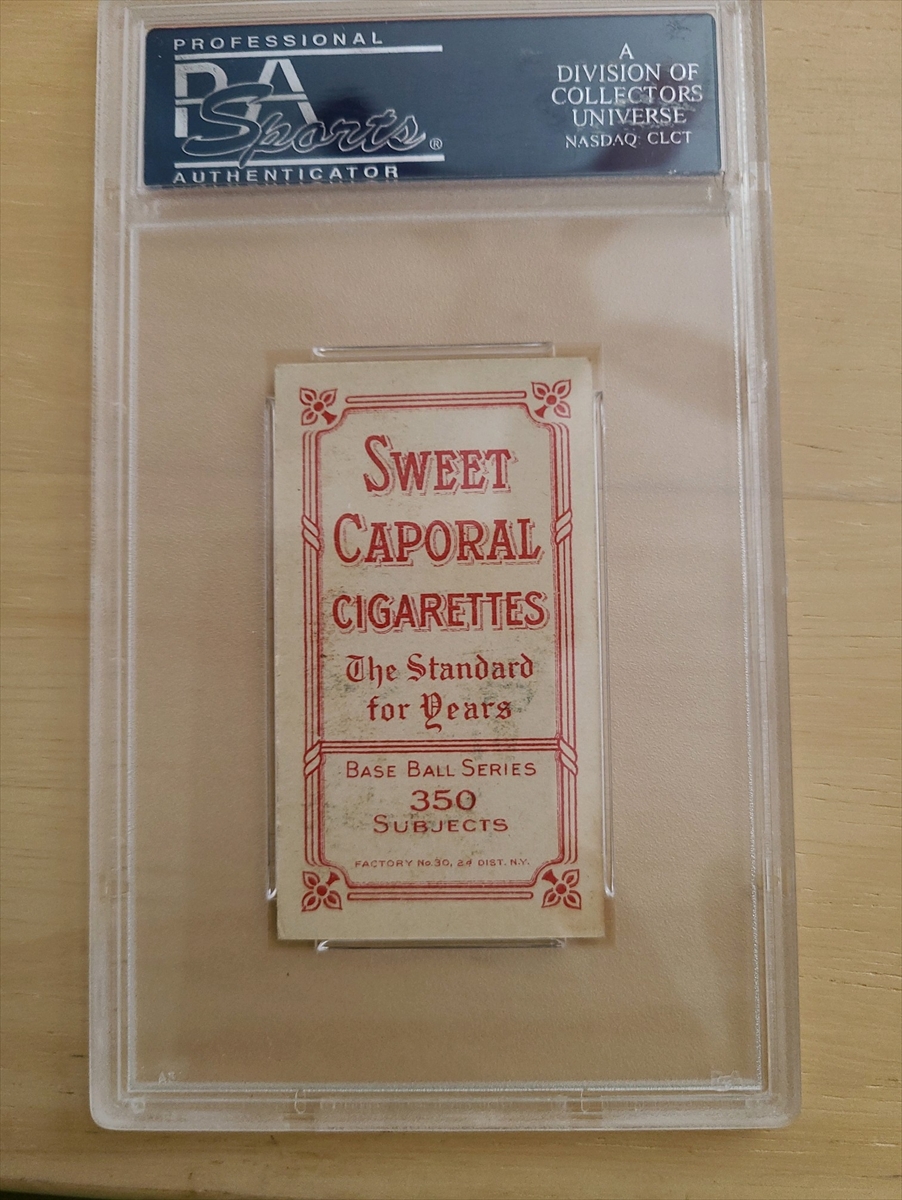 PROFESSIONAL
PSA
Sports®
AUTHENTICATOR
A
DIVISION OF
COLLECTORS
UNIVERSE
NASDAQ: CLCT
SWEET
CAPORAL
CIGARETTES
The Standard
for Years
BASE BALL SERIES
350
SUBJECTS
FACTORY No. 30, 2d DIST. N.Y.